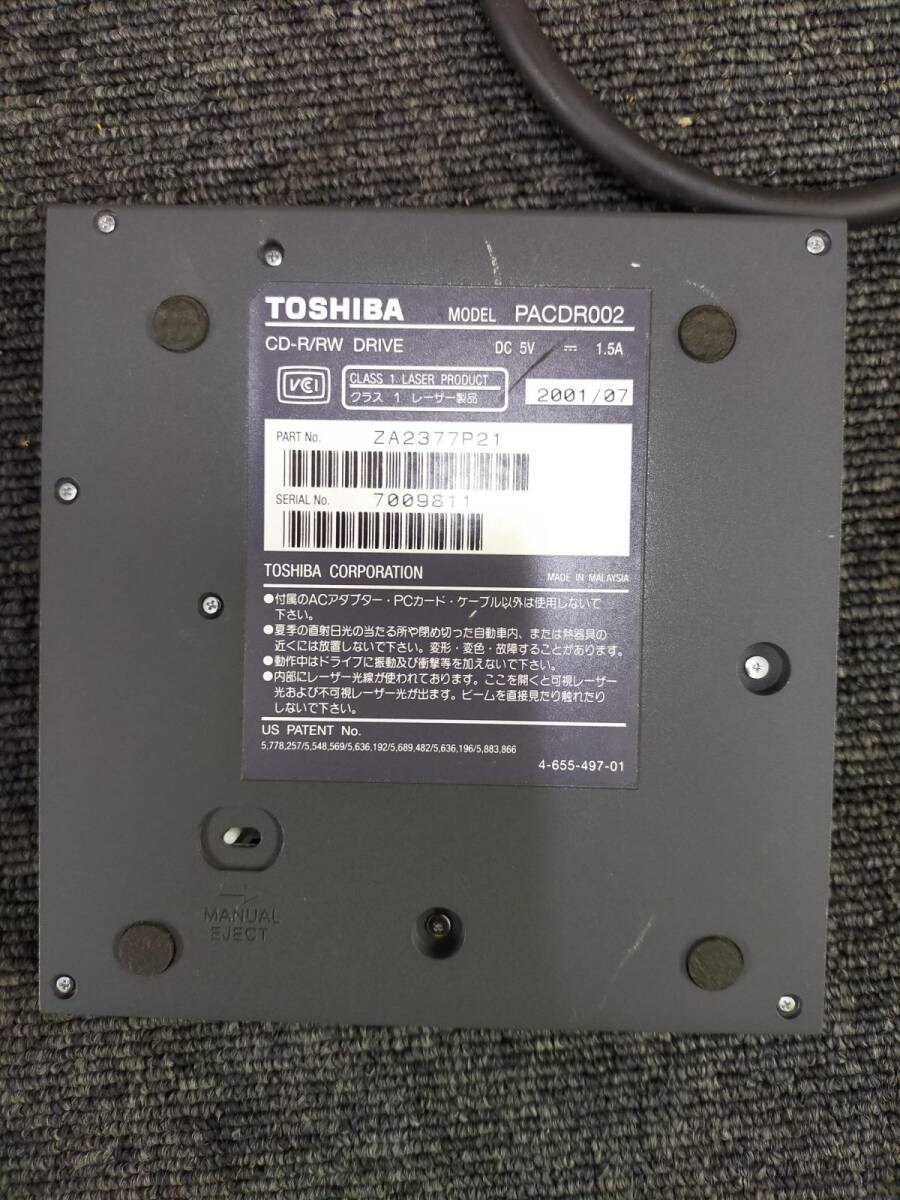 TOSHIBA MODEL PACDR002
CD-R/RW DRIVE DC 5V ⎓ 1.5A
VCI CLASS 1 LASER PRODUCT
クラス 1 レーザー製品 2001/07
PART No. ZA2377P21
SERIAL No. 7009811
TOSHIBA CORPORATION MADE IN MALAYSIA
●付属のACアダプター・PCカード・ケーブル以外は使用しないで
下さい。
●夏季の直射日光の当たる所や閉め切った自動車内、または熱器具の
近くには放置しないで下さい。変形・変色・故障することがあります。
●動作中はドライブに振動及び衝撃等を加えないで下さい。
●内部にレーザー光線が使われております。ここを開くと可視レーザー
光および不可視レーザー光が出ます。ビームを直接見たり触れたり
しないで下さい。
US PATENT No.
5,778,257/5,548,569/5,636,192/5,689,482/5,636,196/5,883,866
4-655-497-01
MANUAL
EJECT